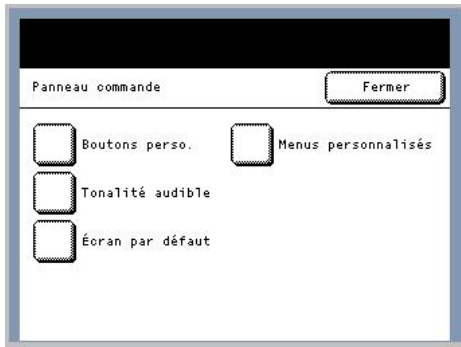 Panneau commande
Fermer
Boutons perso.
Menus personnalisés
Tonalité audible
Écran par défaut